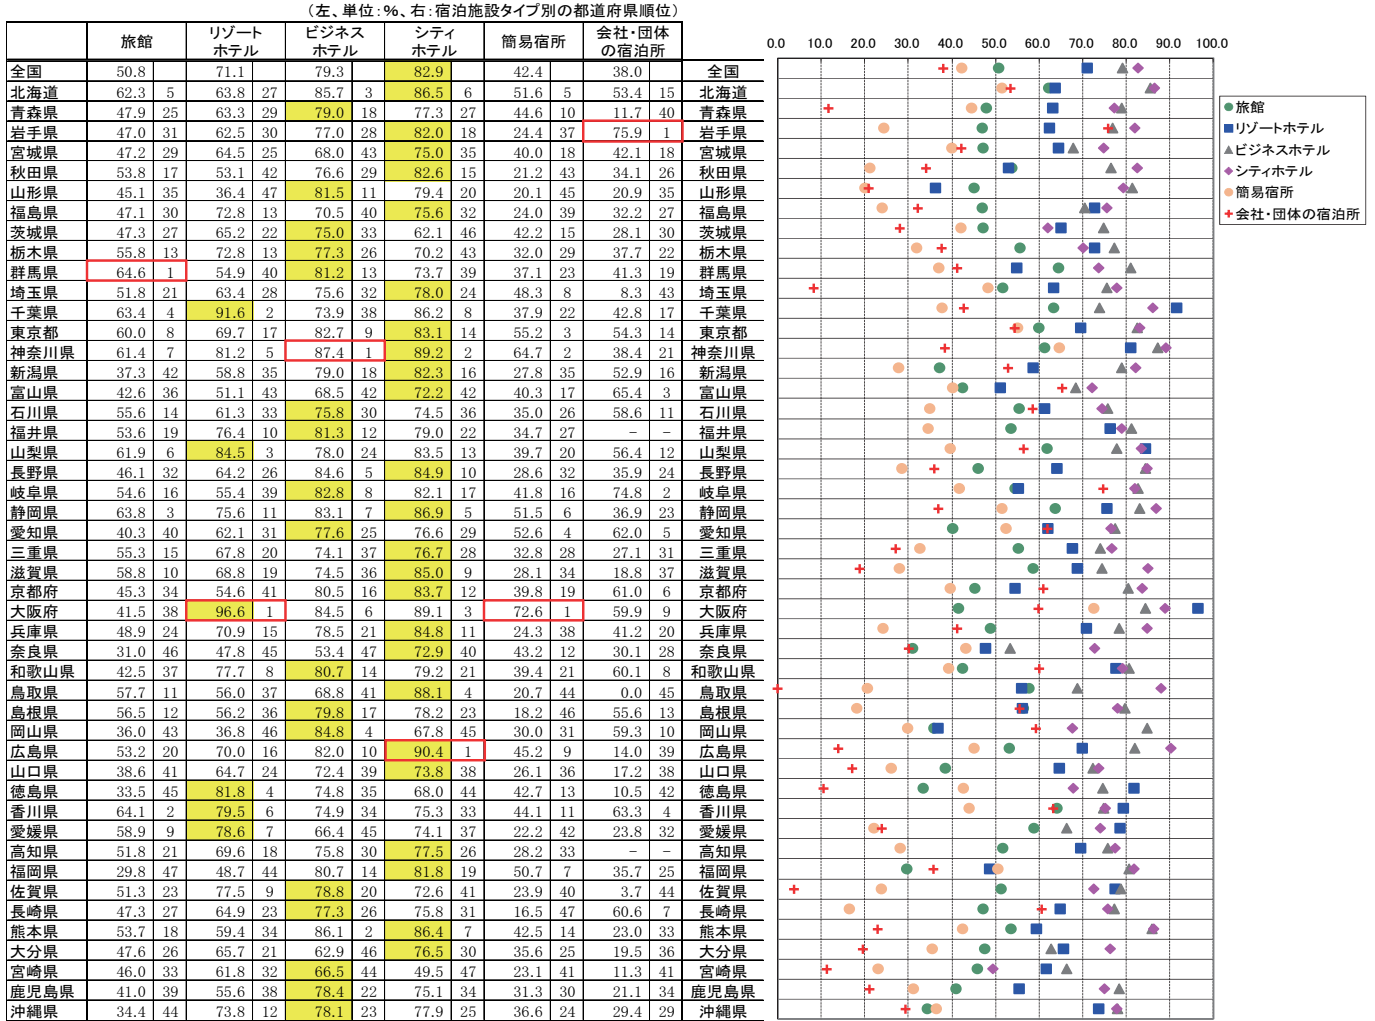 （左、単位：％、右：宿泊施設タイプ別の都道府県順位）
旅館 リゾートホテル ビジネスホテル シティホテル 簡易宿所 会社・団体の宿泊所
0.0 10.0 20.0 30.0 40.0 50.0 60.0 70.0 80.0 90.0 100.0
全国 50.8 71.1 79.3 82.9 42.4 38.0 全国
北海道 62.3 5 63.8 27 85.7 3 86.5 6 51.6 5 53.4 15 北海道
青森県 47.9 25 63.3 29 79.0 18 77.3 27 44.6 10 11.7 40 青森県
岩手県 47.0 31 62.5 30 77.0 28 82.0 18 24.4 37 75.9 1 岩手県
宮城県 47.2 29 64.5 25 68.0 43 75.0 35 40.0 18 42.1 18 宮城県
秋田県 53.8 17 53.1 42 76.6 29 82.6 15 21.2 43 34.1 26 秋田県
山形県 45.1 35 36.4 47 81.5 11 79.4 20 20.1 45 20.9 35 山形県
福島県 47.1 30 72.8 13 70.5 40 75.6 32 24.0 39 32.2 27 福島県
茨城県 47.3 27 65.2 22 75.0 33 62.1 46 42.2 15 28.1 30 茨城県
栃木県 55.8 13 72.8 13 77.3 26 70.2 43 32.0 29 37.7 22 栃木県
群馬県 64.6 1 54.9 40 81.2 13 73.7 39 37.1 23 41.3 19 群馬県
埼玉県 51.8 21 63.4 28 75.6 32 78.0 24 48.3 8 8.3 43 埼玉県
千葉県 63.4 4 91.6 2 73.9 38 86.2 8 37.9 22 42.8 17 千葉県
東京都 60.0 8 69.7 17 82.7 9 83.1 14 55.2 3 54.3 14 東京都
神奈川県 61.4 7 81.2 5 87.4 1 89.2 2 64.7 2 38.4 21 神奈川県
新潟県 37.3 42 58.8 35 79.0 18 82.3 16 27.8 35 52.9 16 新潟県
富山県 42.6 36 51.1 43 68.5 42 72.2 42 40.3 17 65.4 3 富山県
石川県 55.6 14 61.3 33 75.8 30 74.5 36 35.0 26 58.6 11 石川県
福井県 53.6 19 76.4 10 81.3 12 79.0 22 34.7 27 － － 福井県
山梨県 61.9 6 84.5 3 78.0 24 83.5 13 39.7 20 56.4 12 山梨県
長野県 46.1 32 64.2 26 84.6 5 84.9 10 28.6 32 35.9 24 長野県
岐阜県 54.6 16 55.4 39 82.8 8 82.1 17 41.8 16 74.8 2 岐阜県
静岡県 63.8 3 75.6 11 83.1 7 86.9 5 51.5 6 36.9 23 静岡県
愛知県 40.3 40 62.1 31 77.6 25 76.6 29 52.6 4 62.0 5 愛知県
三重県 55.3 15 67.8 20 74.1 37 76.7 28 32.8 28 27.1 31 三重県
滋賀県 58.8 10 68.8 19 74.5 36 85.0 9 28.1 34 18.8 37 滋賀県
京都府 45.3 34 54.6 41 80.5 16 83.7 12 39.8 19 61.0 6 京都府
大阪府 41.5 38 96.6 1 84.5 6 89.1 3 72.6 1 59.9 9 大阪府
兵庫県 48.9 24 70.9 15 78.5 21 84.8 11 24.3 38 41.2 20 兵庫県
奈良県 31.0 46 47.8 45 53.4 47 72.9 40 43.2 12 30.1 28 奈良県
和歌山県 42.5 37 77.7 8 80.7 14 79.2 21 39.4 21 60.1 8 和歌山県
鳥取県 57.7 11 56.0 37 68.8 41 88.1 4 20.7 44 0.0 45 鳥取県
島根県 56.5 12 56.2 36 79.8 17 78.2 23 18.2 46 55.6 13 島根県
岡山県 36.0 43 36.8 46 84.8 4 67.8 45 30.0 31 59.3 10 岡山県
広島県 53.2 20 70.0 16 82.0 10 90.4 1 45.2 9 14.0 39 広島県
山口県 38.6 41 64.7 24 72.4 39 73.8 38 26.1 36 17.2 38 山口県
徳島県 33.5 45 81.8 4 74.8 35 68.0 44 42.7 13 10.5 42 徳島県
香川県 64.1 2 79.5 6 74.9 34 75.3 33 44.1 11 63.3 4 香川県
愛媛県 58.9 9 78.6 7 66.4 45 74.1 37 22.2 42 23.8 32 愛媛県
高知県 51.8 21 69.6 18 75.8 30 77.5 26 28.2 33 － － 高知県
福岡県 29.8 47 48.7 44 80.7 14 81.8 19 50.7 7 35.7 25 福岡県
佐賀県 51.3 23 77.5 9 78.8 20 72.6 41 23.9 40 3.7 44 佐賀県
長崎県 47.3 27 64.9 23 77.3 26 75.8 31 16.5 47 60.6 7 長崎県
熊本県 53.7 18 59.4 34 86.1 2 86.4 7 42.5 14 23.0 33 熊本県
大分県 47.6 26 65.7 21 62.9 46 76.5 30 35.6 25 19.5 36 大分県
宮崎県 46.0 33 61.8 32 66.5 44 49.5 47 23.1 41 11.3 41 宮崎県
鹿児島県 41.0 39 55.6 38 78.4 22 75.1 34 31.3 30 21.1 34 鹿児島県
沖縄県 34.4 44 73.8 12 78.1 23 77.9 25 36.6 24 29.4 29 沖縄県
旅館
リゾートホテル
ビジネスホテル
シティホテル
簡易宿所
会社・団体の宿泊所